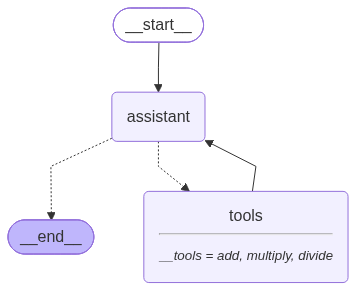 __start__
assistant
tools
__tools = add, multiply, divide
__end__